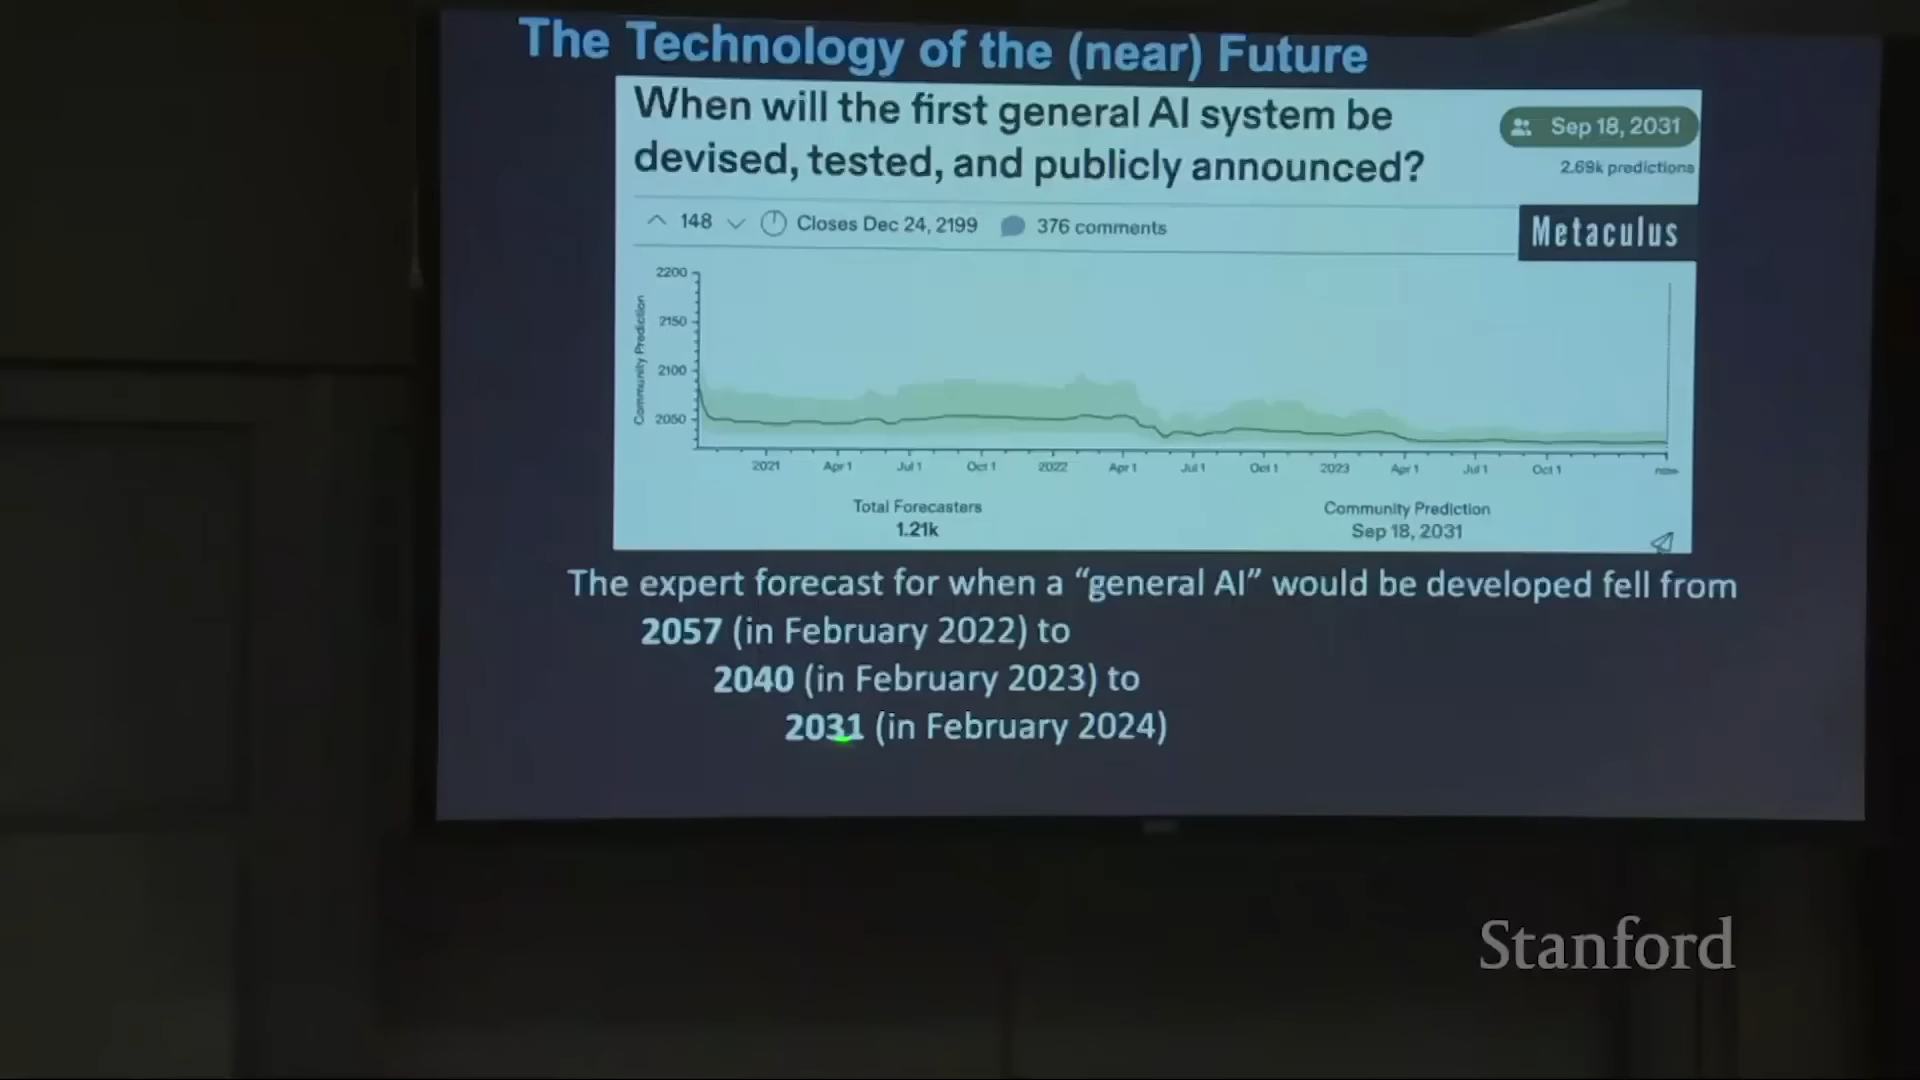 The Technology of the (near) Future
When will the first general AI system be
devised, tested, and publicly announced?
Sep 18, 2031
2.69k predictions
148
Closes Dec 24, 2199
376 comments
Metaculus
Community Prediction
2200
2150
2100
2050
2021
Apr 1
Jul 1
Oct 1
2022
Apr 1
Jul 1
Oct 1
2023
Apr 1
Jul 1
Oct 1
now
Total Forecasters
1.21k
Community Prediction
Sep 18, 2031
The expert forecast for when a “general AI” would be developed fell from
2057 (in February 2022) to
2040 (in February 2023) to
2031 (in February 2024)
Stanford